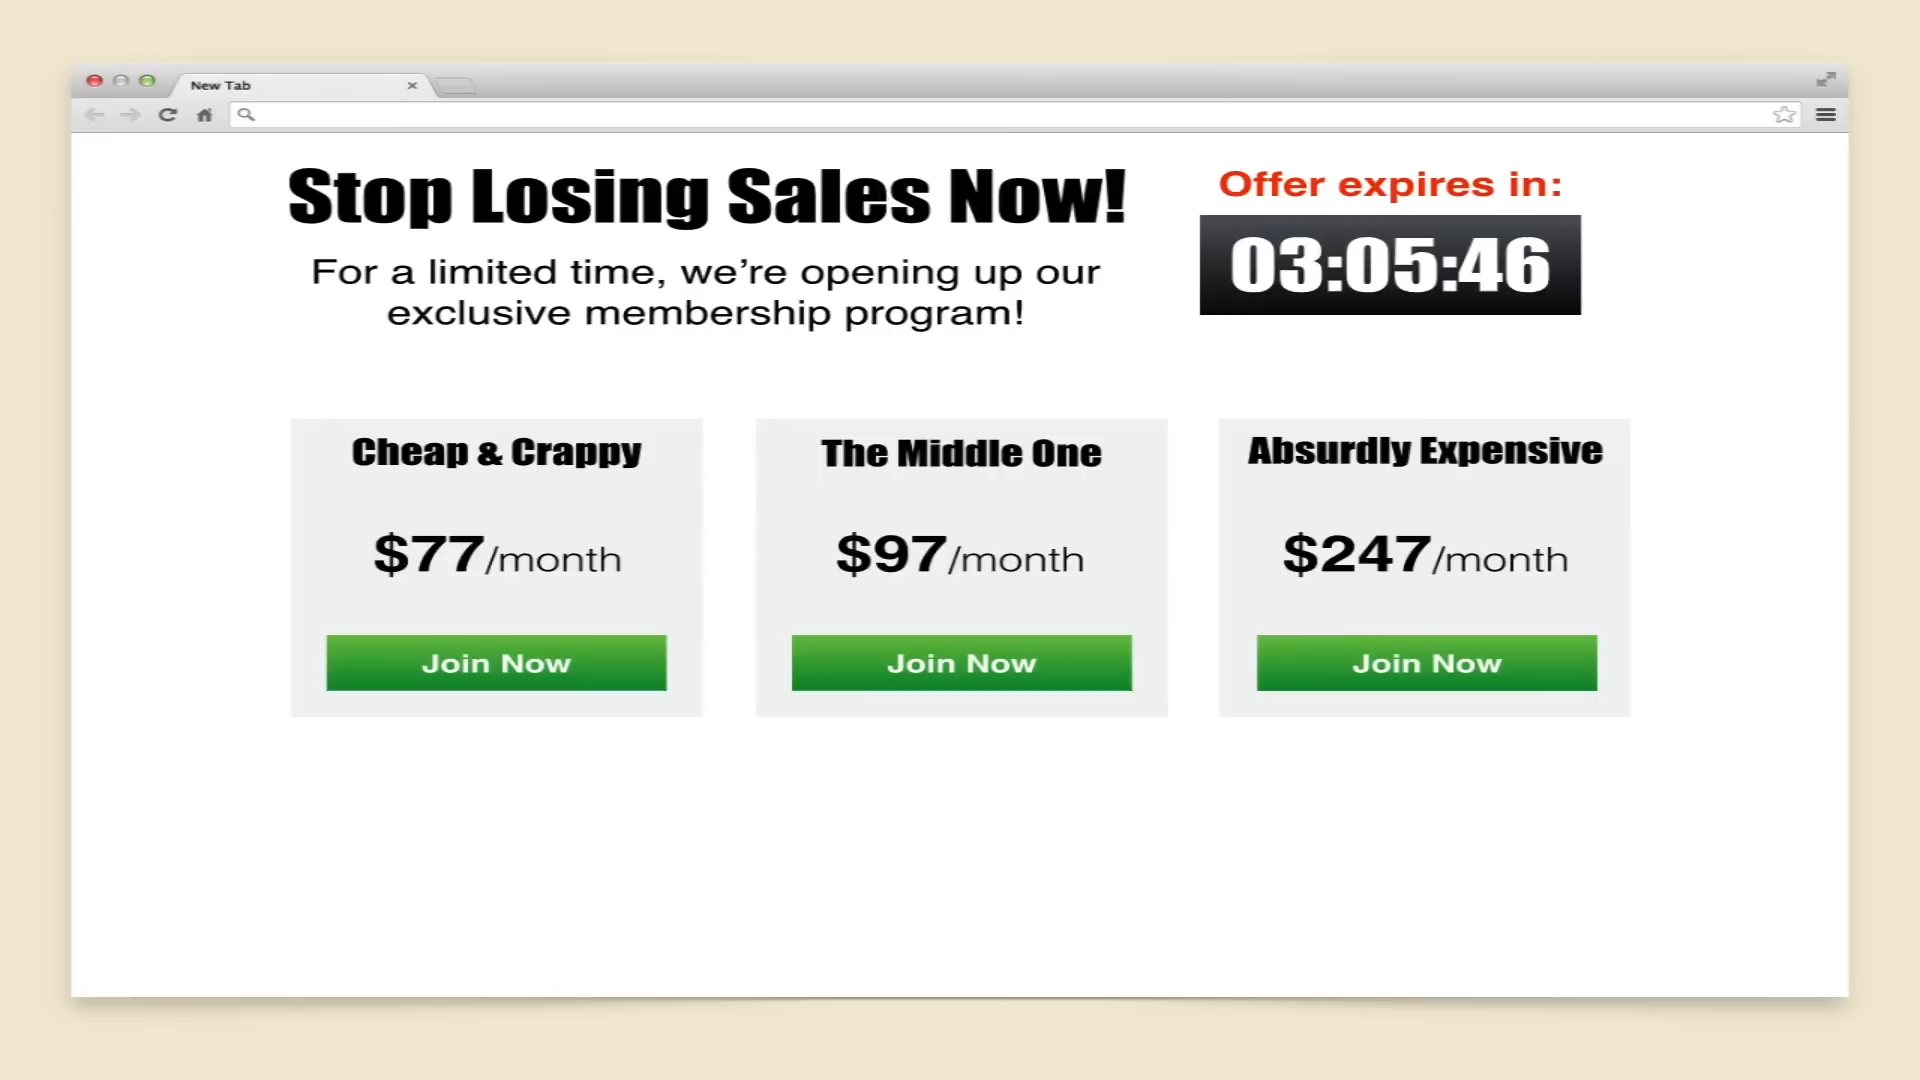 New Tab
Stop Losing Sales Now!
For a limited time, we’re opening up our
exclusive membership program!
Offer expires in:
03:05:46
Cheap & Crappy
$77/month
Join Now
The Middle One
$97/month
Join Now
Absurdly Expensive
$247/month
Join Now